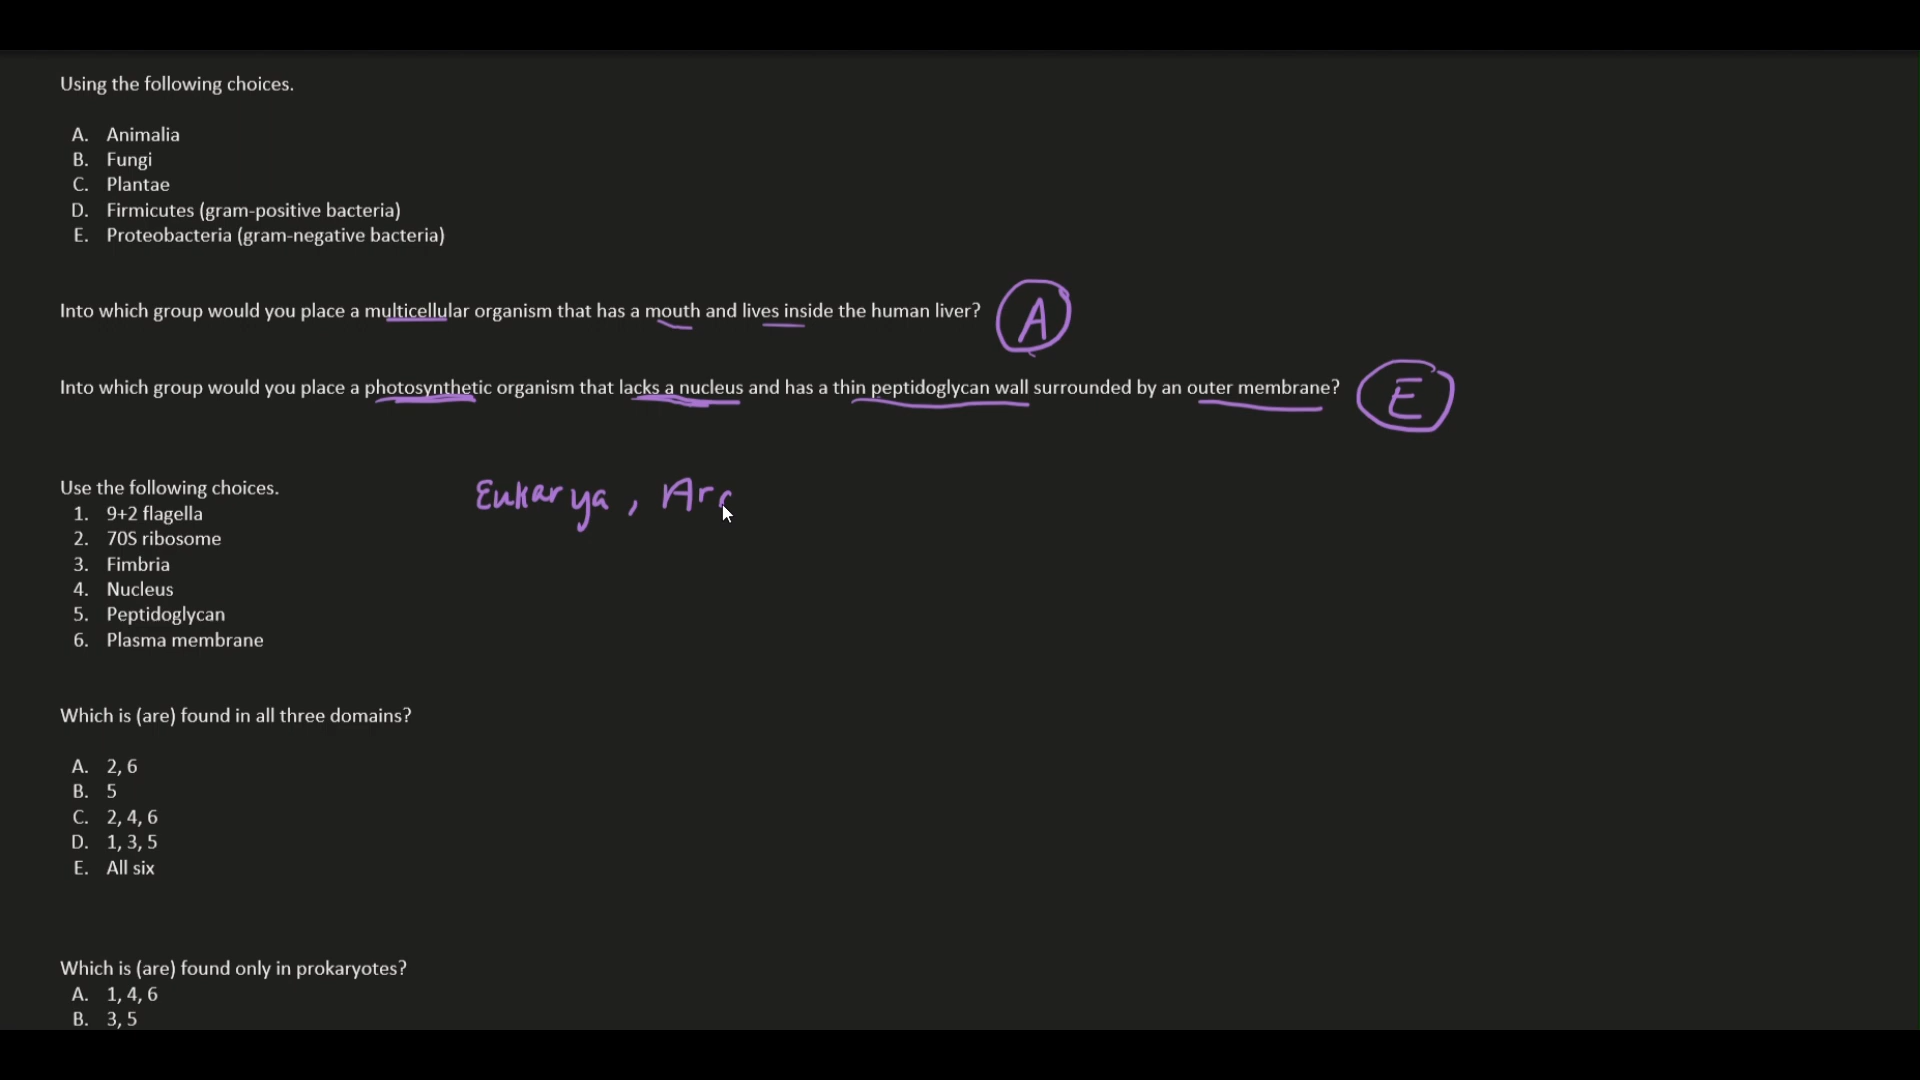 Using the following choices.
A. Animalia
B. Fungi
C. Plantae
D. Firmicutes (gram-positive bacteria)
E. Proteobacteria (gram-negative bacteria)
Into which group would you place a multicellular organism that has a mouth and lives inside the human liver? A
Into which group would you place a photosynthetic organism that lacks a nucleus and has a thin peptidoglycan wall surrounded by an outer membrane? E
Use the following choices.
Eukarya, Arc
1. 9+2 flagella
2. 70S ribosome
3. Fimbria
4. Nucleus
5. Peptidoglycan
6. Plasma membrane
Which is (are) found in all three domains?
A. 2, 6
B. 5
C. 2, 4, 6
D. 1, 3, 5
E. All six
Which is (are) found only in prokaryotes?
A. 1, 4, 6
B. 3, 5